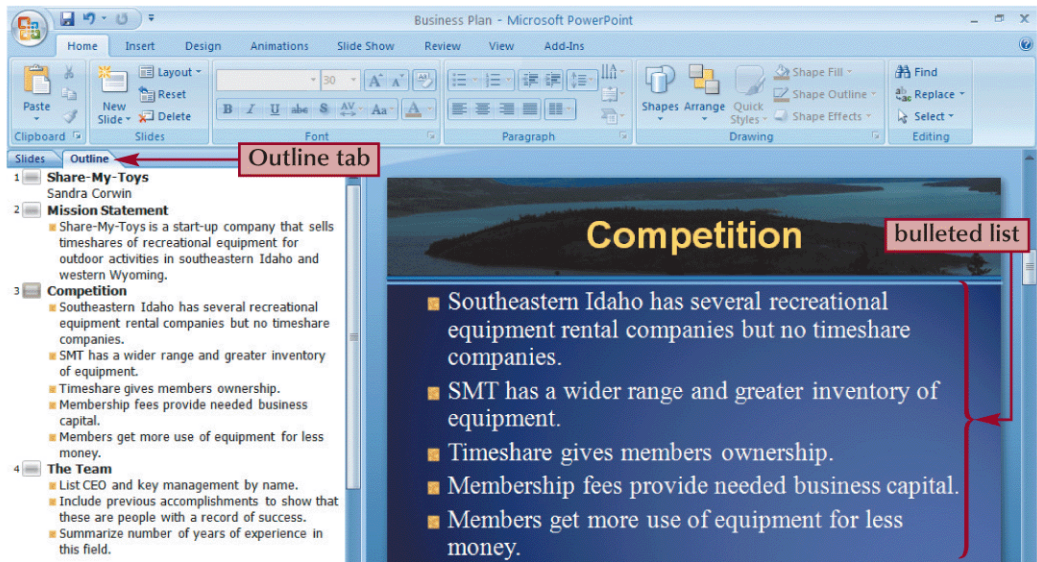 Business Plan - Microsoft PowerPoint
Home Insert Design Animations Slide Show Review View Add-Ins
Paste
Clipboard
New
Slide
Layout
Reset
Delete
Slides
30
A A
B I U abc S AV Aa A
Font
Paragraph
Shapes Arrange Quick
Styles
Shape Fill
Shape Outline
Shape Effects
Drawing
Find
Replace
Select
Editing
Slides Outline
Outline tab
1 Share-My-Toys
Sandra Corwin
2 Mission Statement
Share-My-Toys is a start-up company that sells
timeshares of recreational equipment for
outdoor activities in southeastern Idaho and
western Wyoming.
3 Competition
Southeastern Idaho has several recreational
equipment rental companies but no timeshare
companies.
SMT has a wider range and greater inventory
of equipment.
Timeshare gives members ownership.
Membership fees provide needed business
capital.
Members get more use of equipment for less
money.
4 The Team
List CEO and key management by name.
Include previous accomplishments to show that
these are people with a record of success.
Summarize number of years of experience in
this field.
Competition
bulleted list
Southeastern Idaho has several recreational
equipment rental companies but no timeshare
companies.
SMT has a wider range and greater inventory of
equipment.
Timeshare gives members ownership.
Membership fees provide needed business capital.
Members get more use of equipment for less
money.